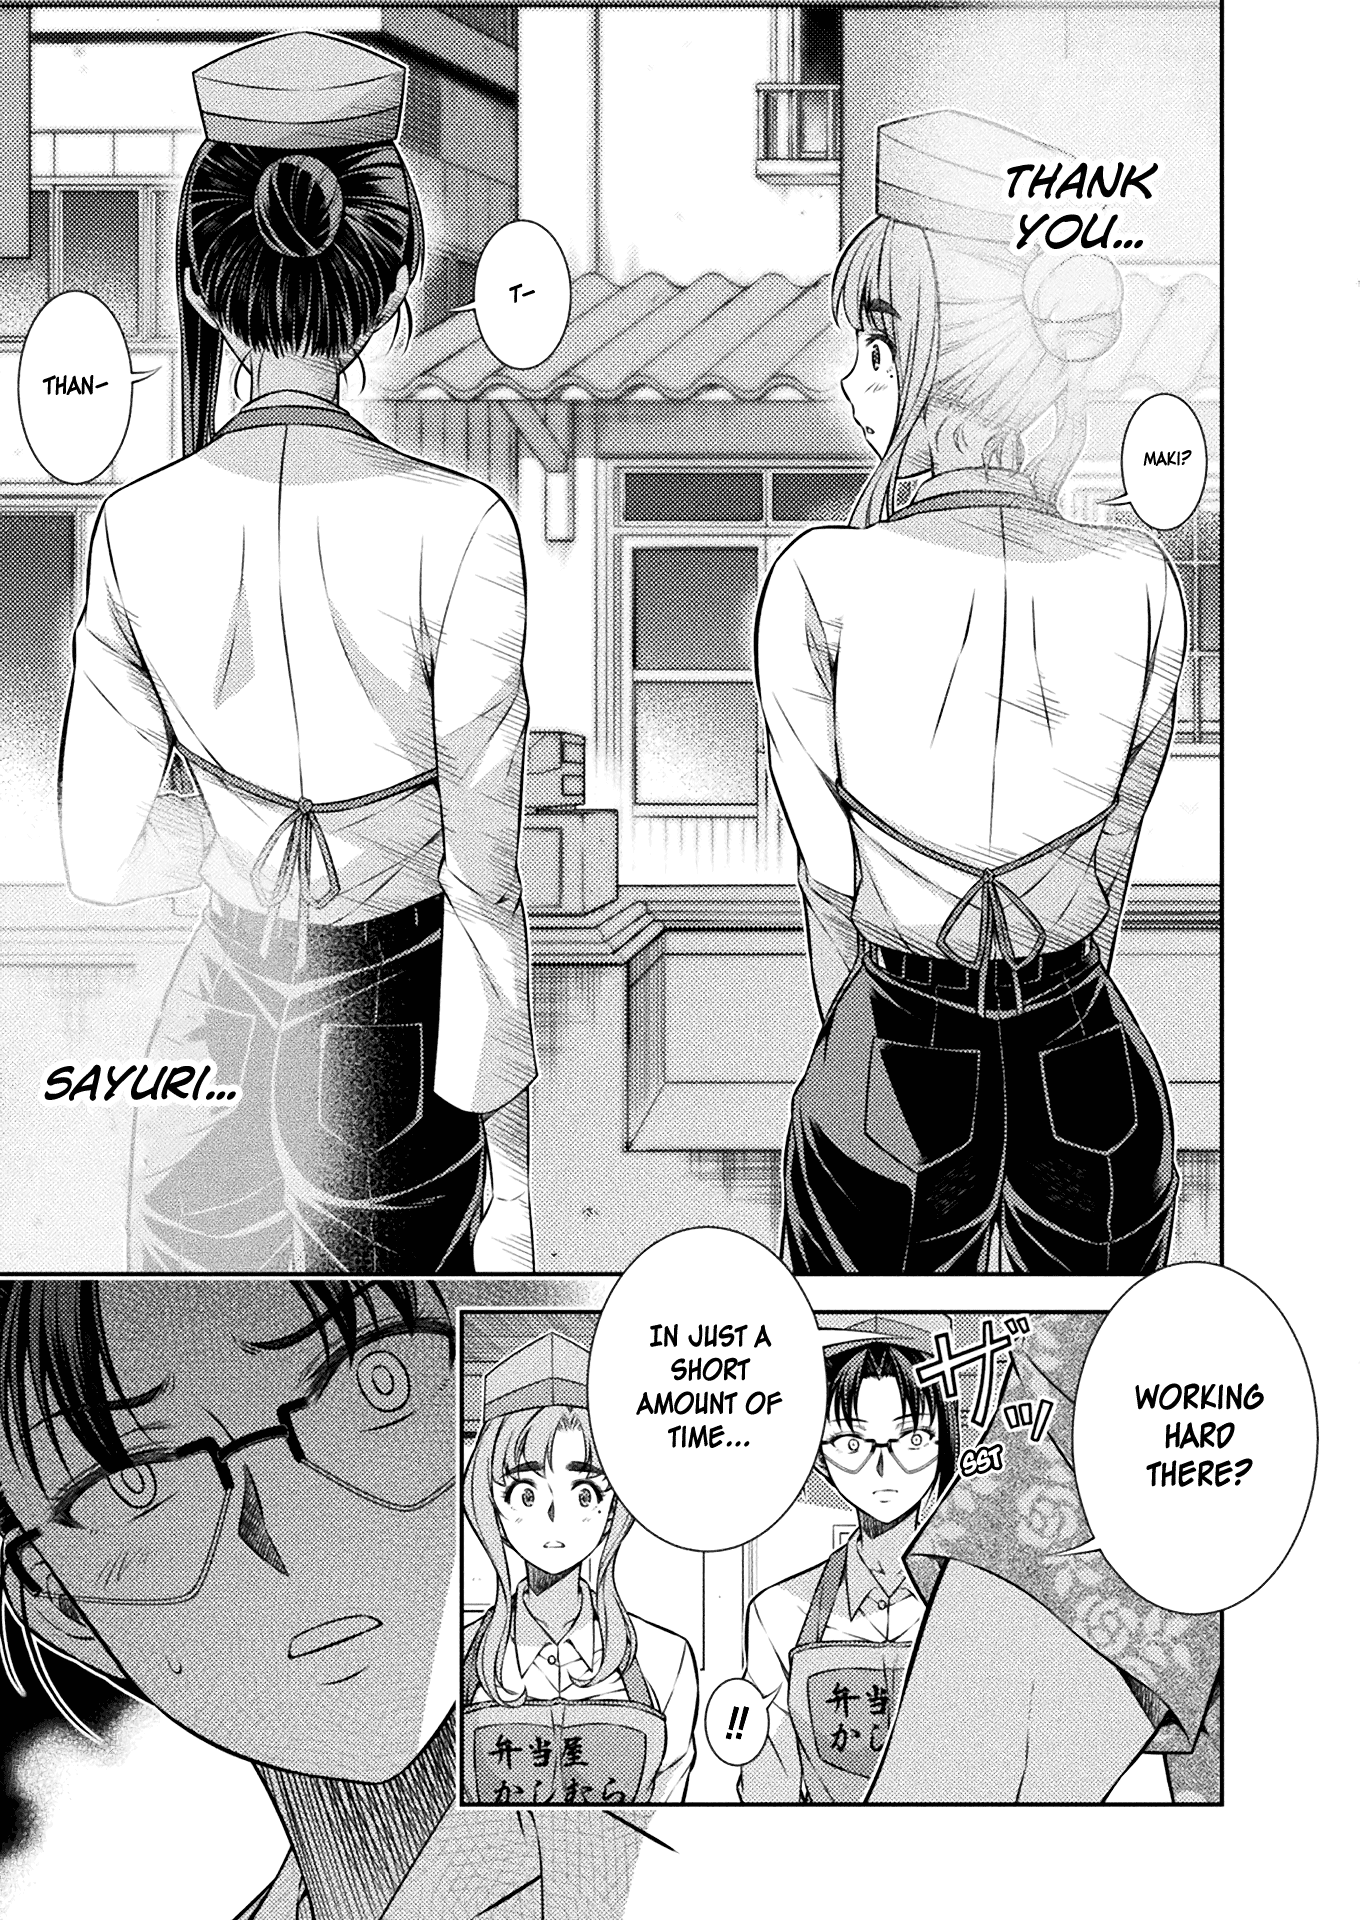 THANK
YOU...
MAKI?
T-
THAN-
SAYURI...
WORKING
HARD
THERE?
ザッ
SST
IN JUST A
SHORT
AMOUNT OF
TIME...
!!
弁当
かし
弁当屋
かしむら